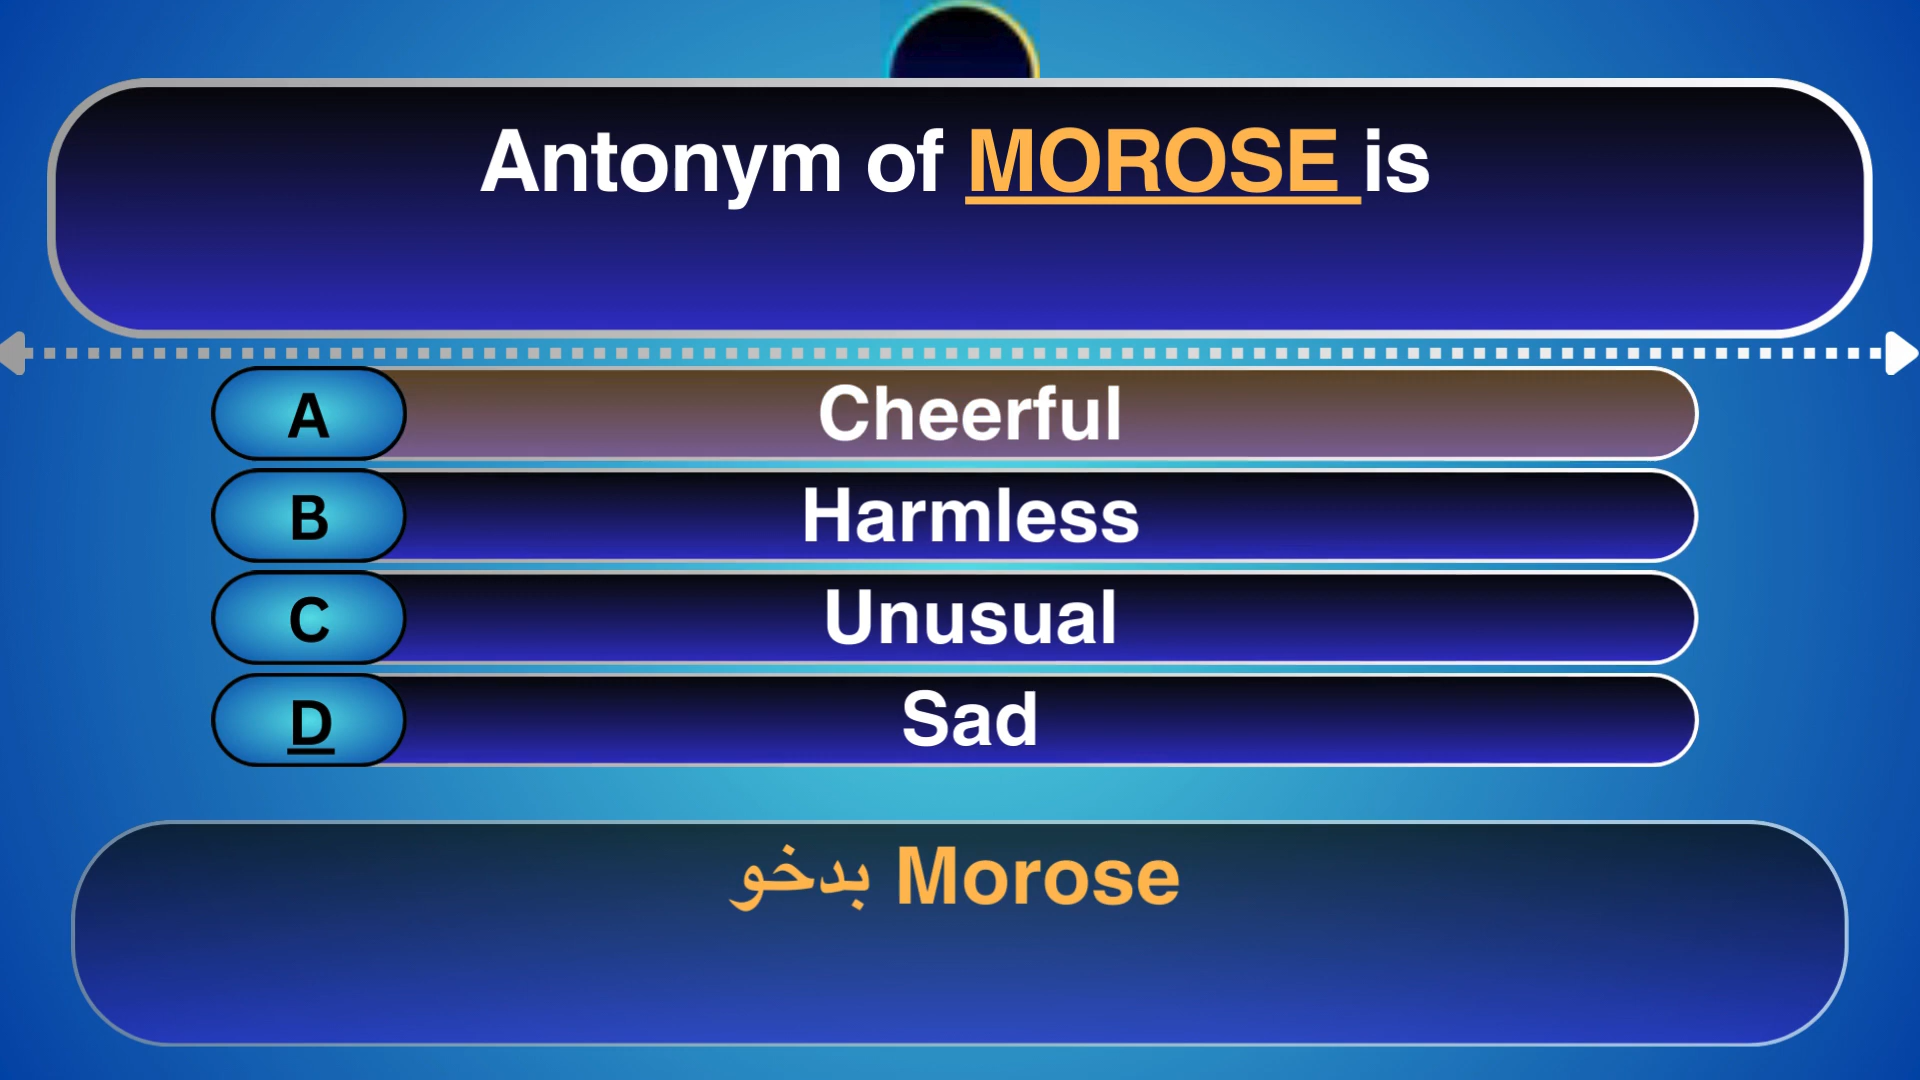 Antonym of MOROSE is
A Cheerful
B Harmless
C Unusual
D Sad
بدخو Morose